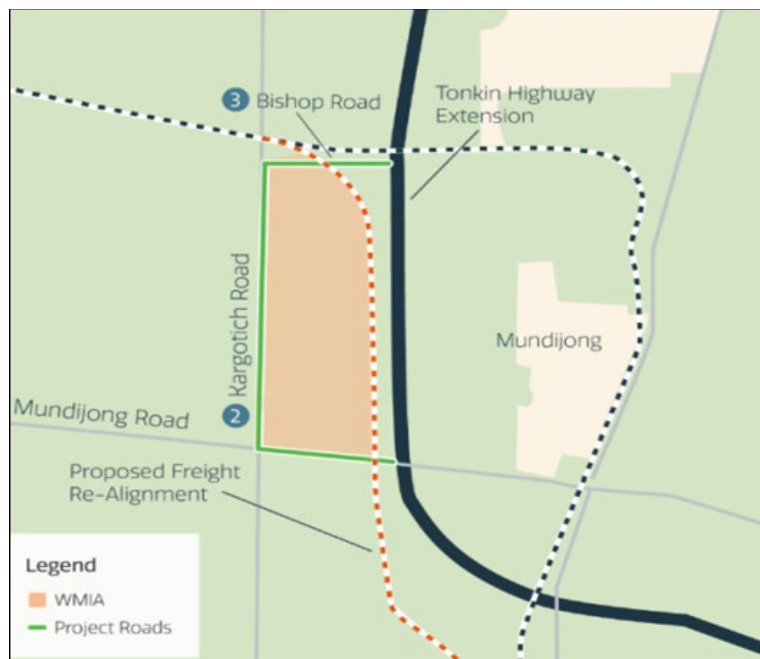 3 Bishop Road
Tonkin Highway
Extension
Kargotich Road
2
Mundijong
Mundijong Road
Proposed Freight
Re-Alignment
Legend
WMIA
Project Roads